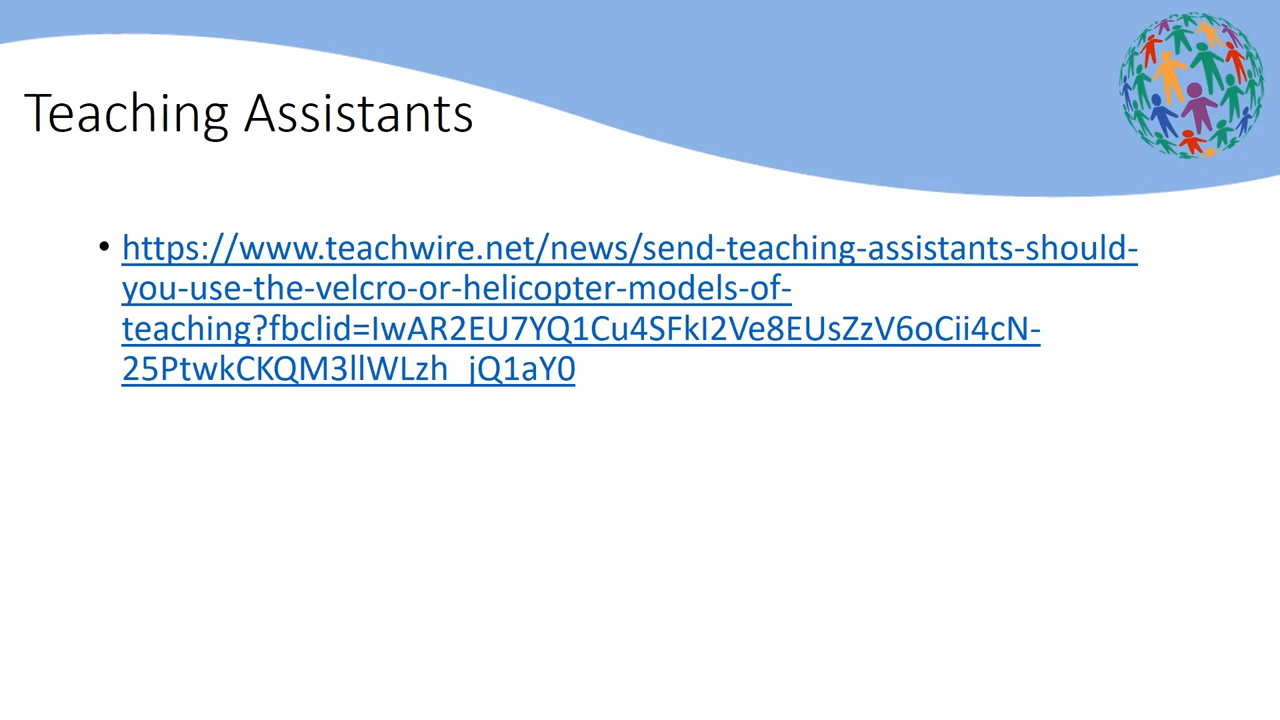 Teaching Assistants
• https://www.teachwire.net/news/send-teaching-assistants-should-
you-use-the-velcro-or-helicopter-models-of-
teaching?fbclid=IwAR2EU7YQ1Cu4SFkI2Ve8EUsZzV6oCii4cN-
25PtwkCKQM3llWLzh_jQ1aY0